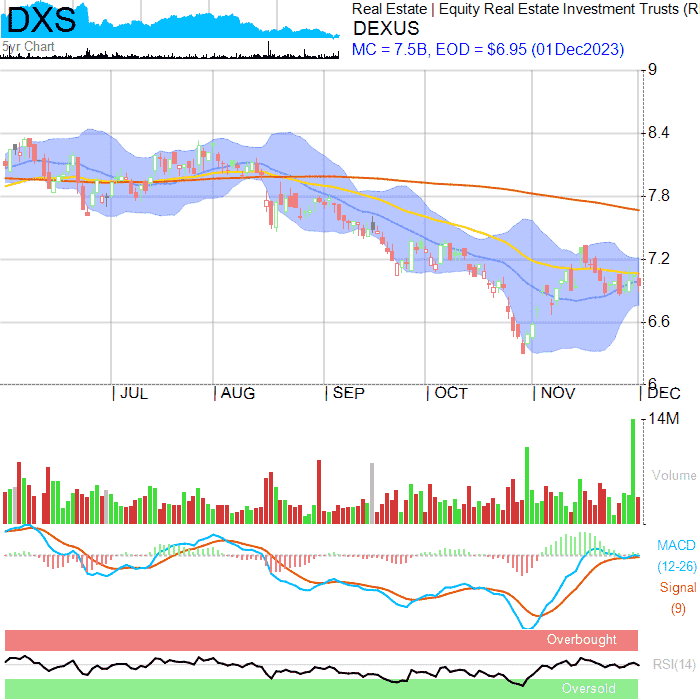 DXS
5yr Chart
Real Estate | Equity Real Estate Investment Trusts (R
DEXUS
MC = 7.5B, EOD = $6.95 (01Dec2023)
9
8.4
7.8
7.2
6.6
6
JUL AUG SEP OCT NOV DEC
14M
Volume
MACD
(12-26)
Signal
(9)
Overbought
RSI(14)
Oversold